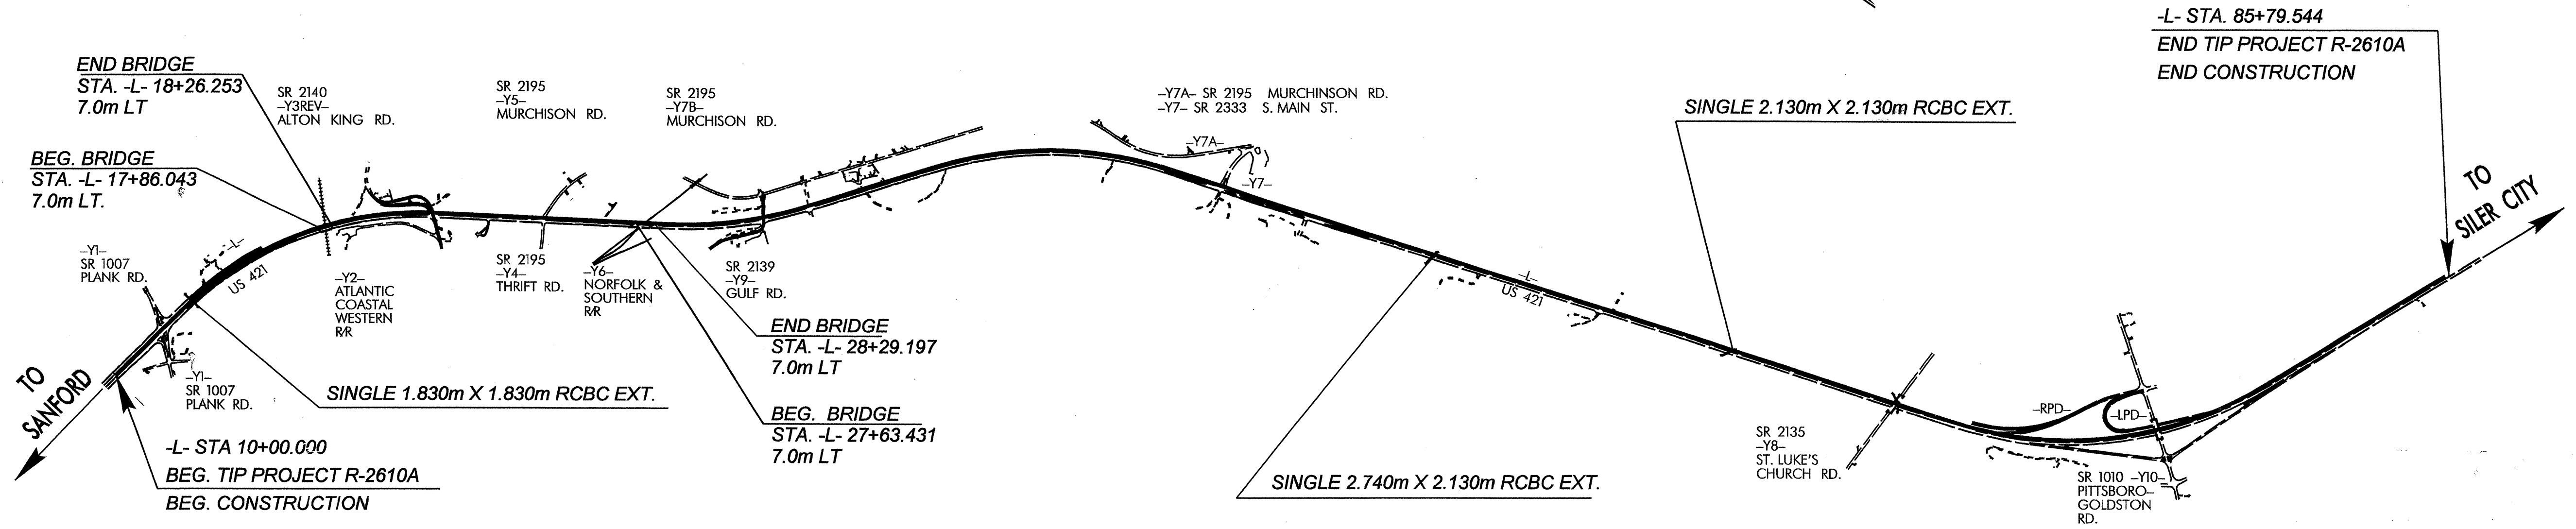 -L- STA. 85+79.544
END TIP PROJECT R-2610A
END CONSTRUCTION
END BRIDGE
STA. -L- 18+26.253
7.0m LT
SR 2140
-Y3REV-
ALTON KING RD.
SR 2195
-Y5-
MURCHISON RD.
SR 2195
-Y7B-
MURCHISON RD.
-Y7A- SR 2195 MURCHINSON RD.
-Y7- SR 2333 S. MAIN ST.
SINGLE 2.130m X 2.130m RCBC EXT.
BEG. BRIDGE
STA. -L- 17+86.043
7.0m LT.
-Y7A-
-Y7-
TO
SILER CITY
-Y1-
SR 1007
PLANK RD.
-L-
US 421
-Y2-
ATLANTIC
COASTAL
WESTERN
R/R
SR 2195
-Y4-
THRIFT RD.
-Y6-
NORFOLK &
SOUTHERN
R/R
SR 2139
-Y9-
GULF RD.
-L-
US 421
END BRIDGE
STA. -L- 28+29.197
7.0m LT
TO
SANFORD
-Y1-
SR 1007
PLANK RD.
SINGLE 1.830m X 1.830m RCBC EXT.
BEG. BRIDGE
STA. -L- 27+63.431
7.0m LT
-RPD-
-LPD-
SR 2135
-Y8-
ST. LUKE'S
CHURCH RD.
-L- STA 10+00.000
BEG. TIP PROJECT R-2610A
BEG. CONSTRUCTION
SINGLE 2.740m X 2.130m RCBC EXT.
SR 1010 -Y10-
PITTSBORO-
GOLDSTON
RD.